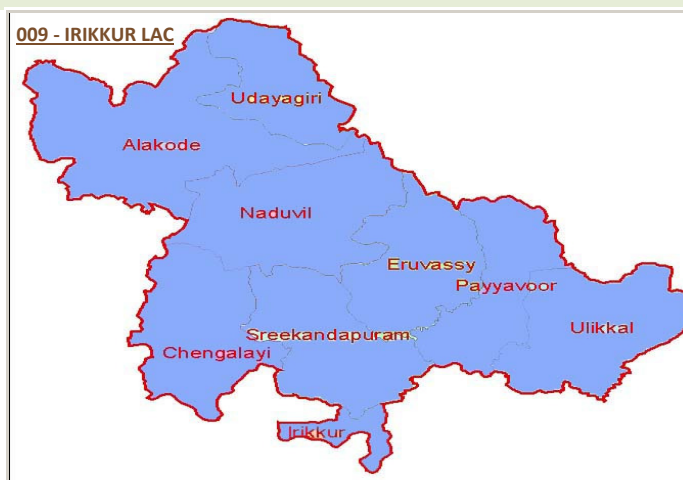 009 - IRIKKUR LAC
Udayagiri
Alakode
Naduvil
Eruvassy
Payyavoor
Ulikkal
Sreekandapuram
Chengalayi
Irikkur